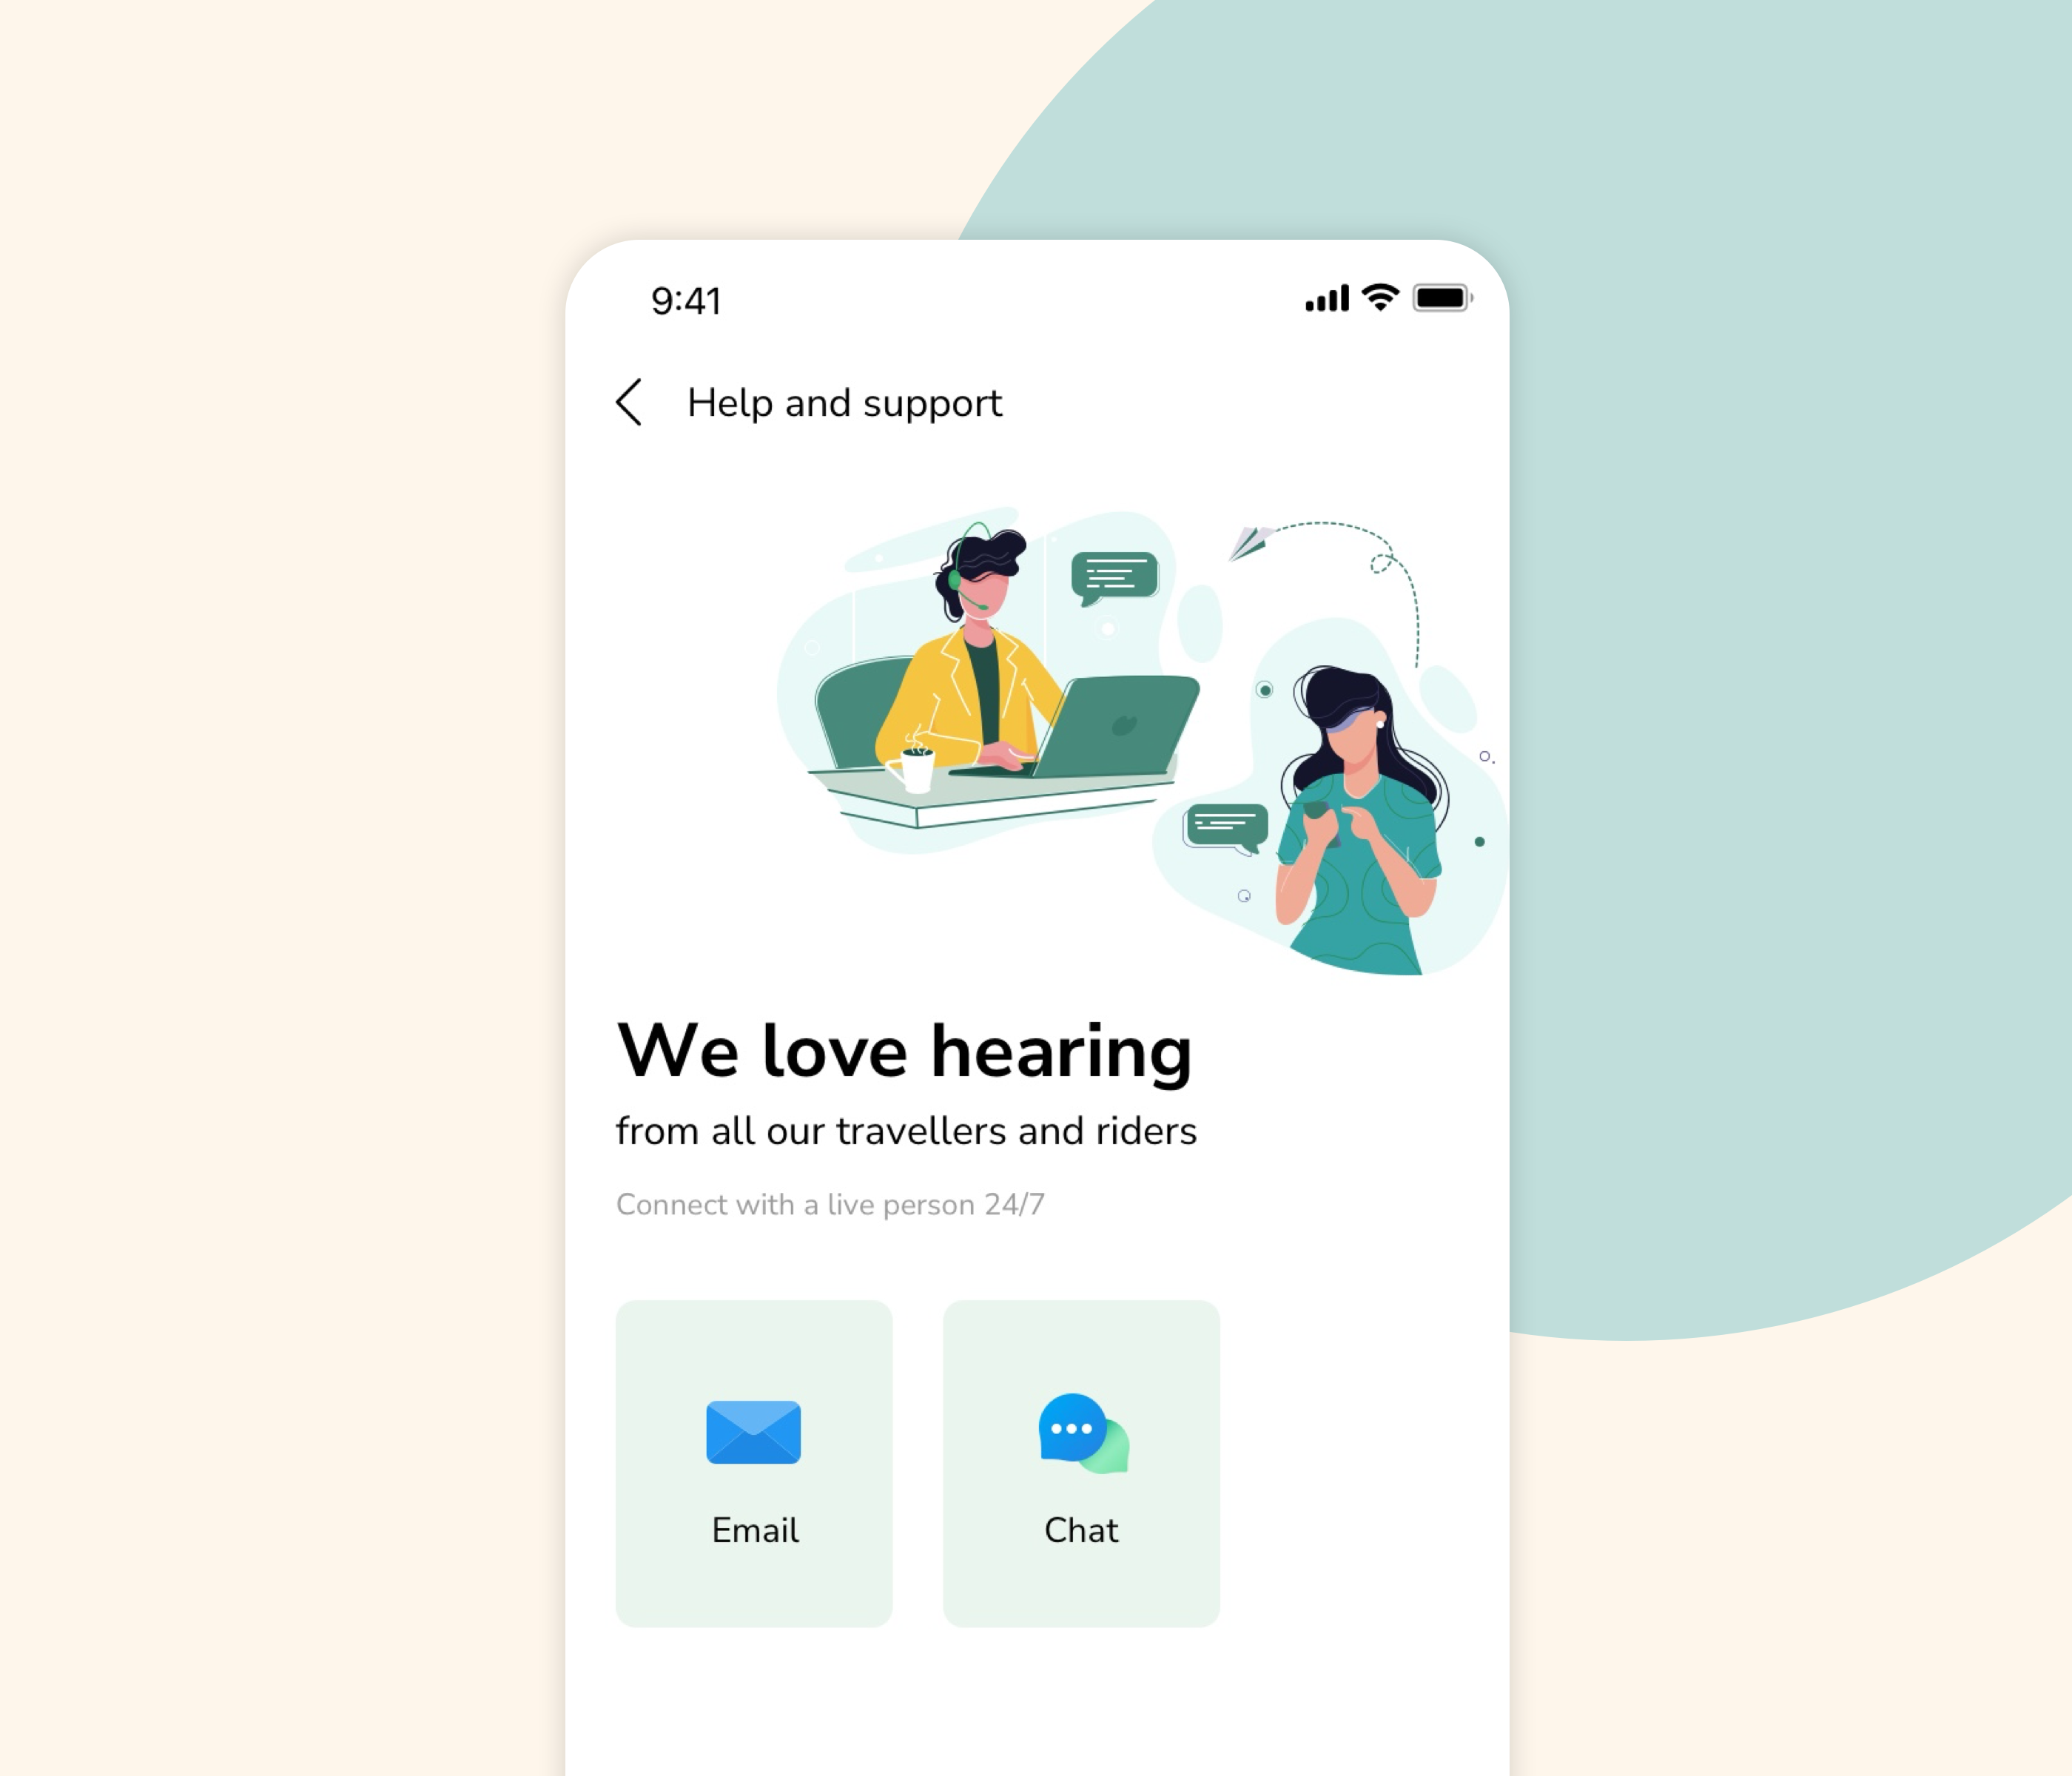 9:41
Help and support
We love hearing
from all our travellers and riders
Connect with a live person 24/7
Email
Chat